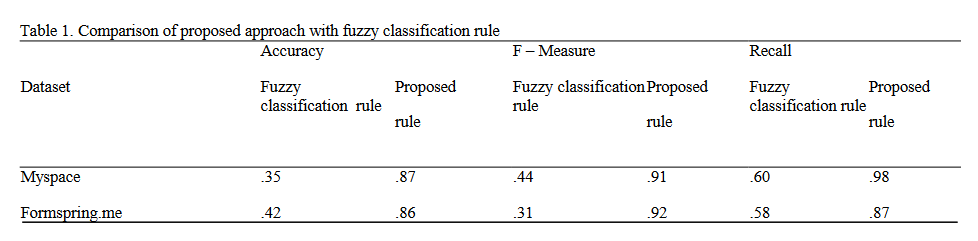 Table 1. Comparison of proposed approach with fuzzy classification rule
Accuracy F – Measure Recall
Dataset Fuzzy classification rule Proposed rule Fuzzy classification rule Proposed rule Fuzzy classification rule Proposed rule
Myspace .35 .87 .44 .91 .60 .98
Formspring.me .42 .86 .31 .92 .58 .87